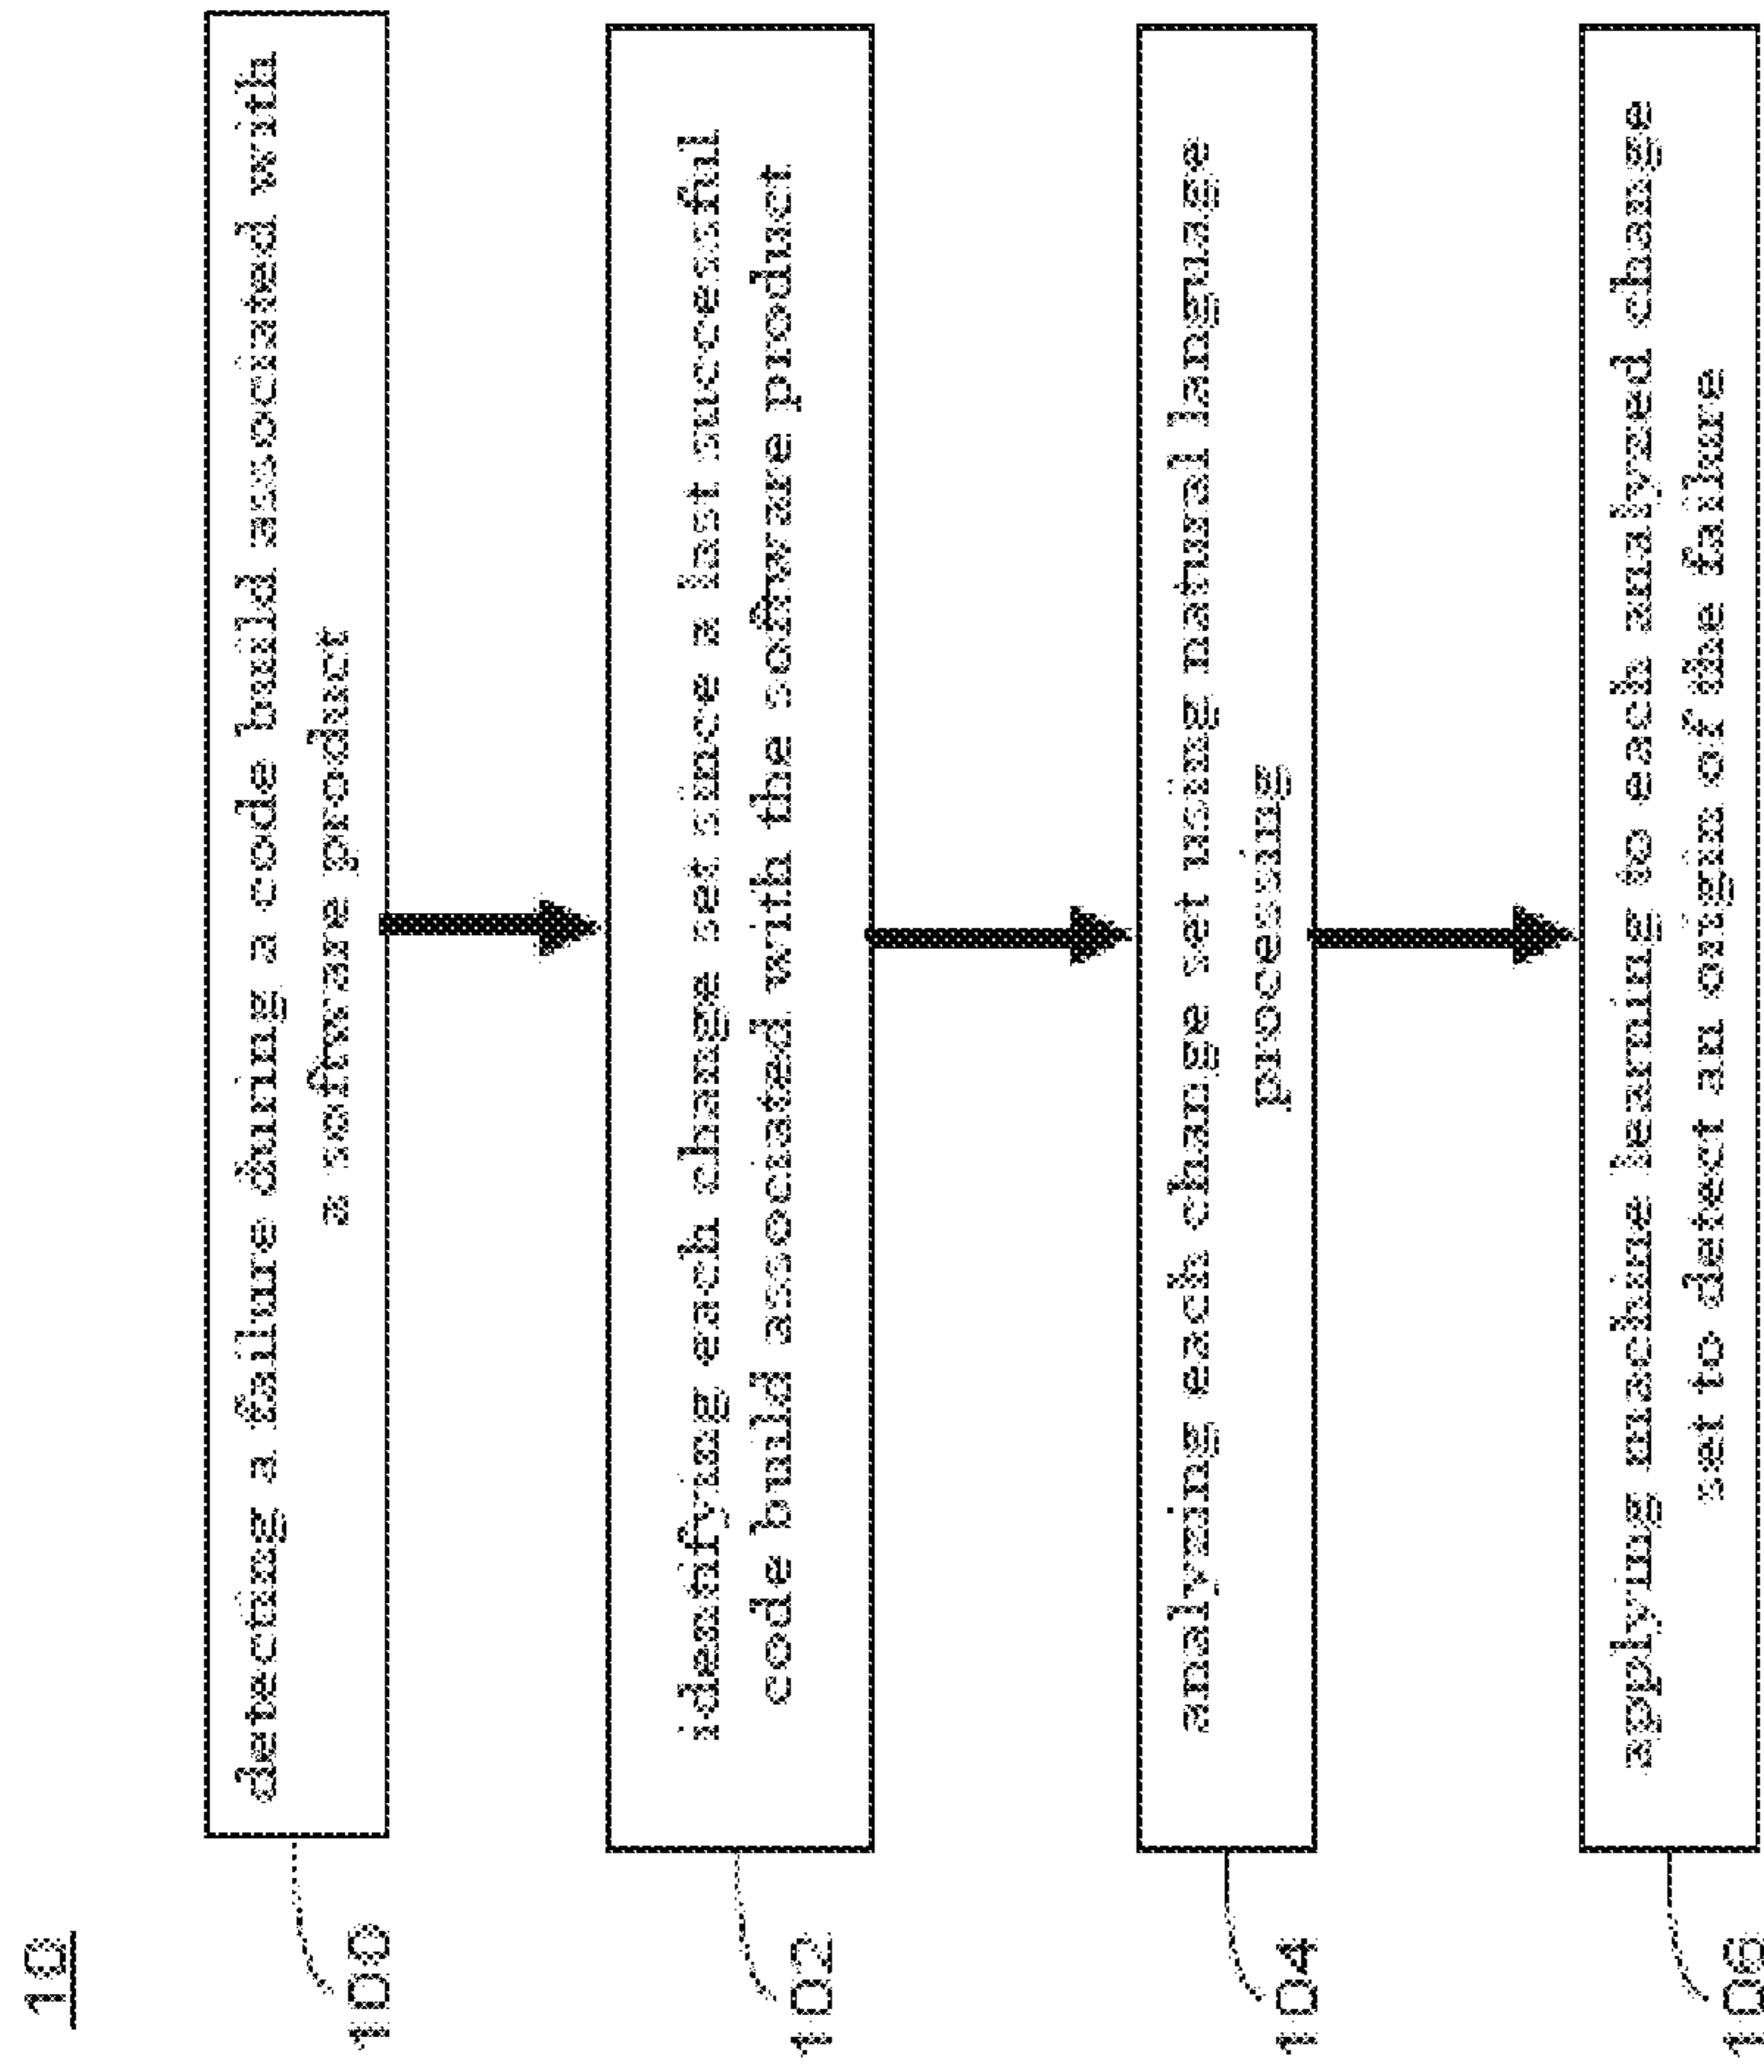 10
100
detecting a failure during a code build associated with
a software product
102
identifying each change set since a last successful
code build associated with the software product
104
analyzing each change set using natural language
processing
106
applying machine learning to each analyzed change
set to detect an origin of the failure